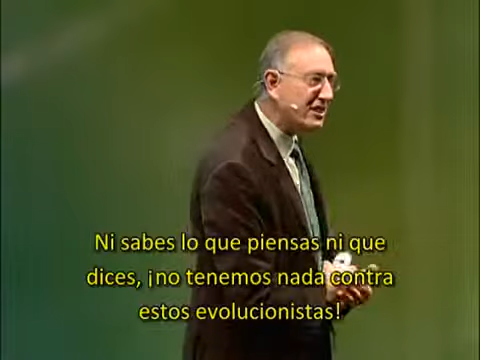 Ni sabes lo que piensas ni que
dices, ¡no tenemos nada contra
estos evolucionistas!